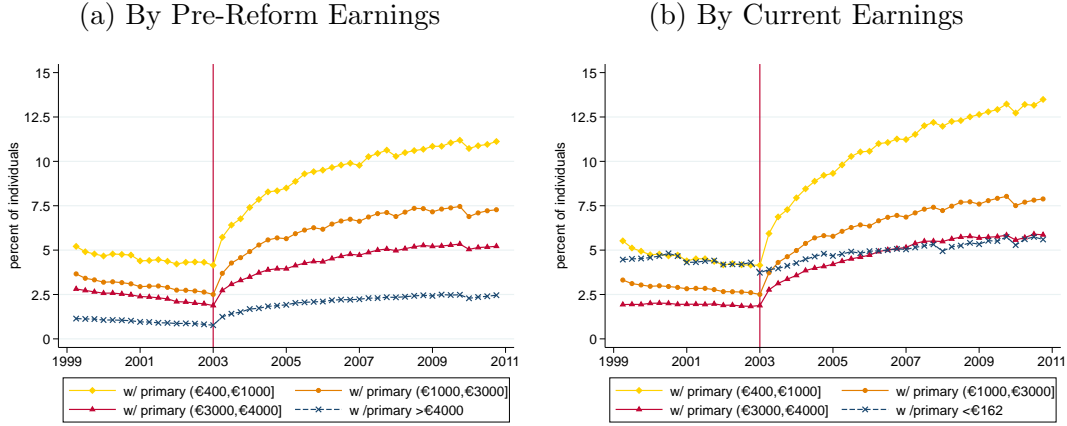 (a) By Pre-Reform Earnings
percent of individuals
15
12.5
10
7.5
5
2.5
0
1999 2001 2003 2005 2007 2009 2011
w/ primary (€400,€1000] w/ primary (€1000,€3000]
w/ primary (€3000,€4000] w /primary >€4000
(b) By Current Earnings
percent of individuals
15
12.5
10
7.5
5
2.5
0
1999 2001 2003 2005 2007 2009 2011
w/ primary (€400,€1000] w/ primary (€1000,€3000]
w/ primary (€3000,€4000] w /primary <€162